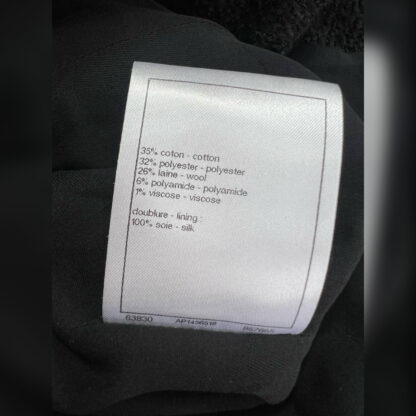 35% coton - cotton
32% polyester - polyester
26% laine - wool
6% polyamide - polyamide
1% viscose - viscose
doublure - lining :
100% soie - silk
63830